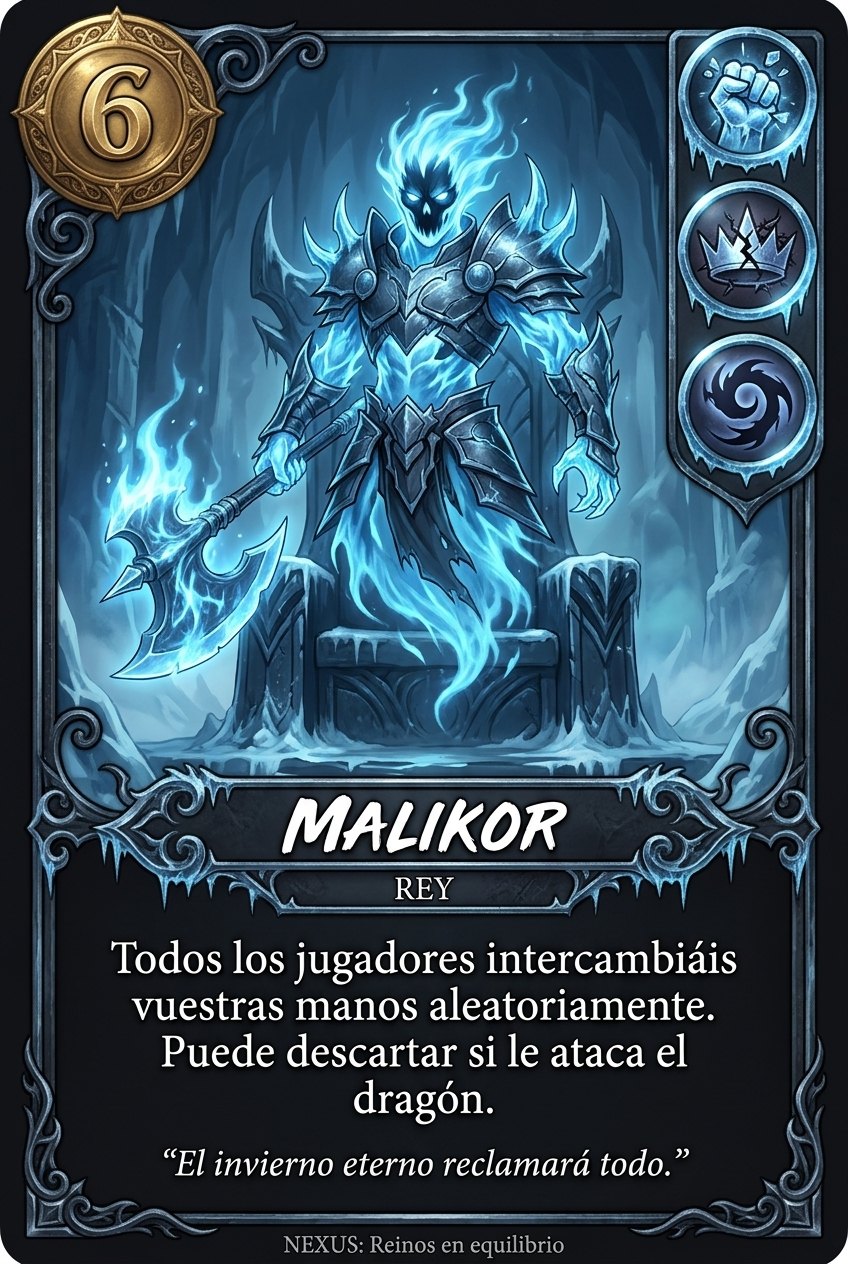 6
MALIKOR
REY
Todos los jugadores intercambiáis
vuestras manos aleatoriamente.
Puede descartar si le ataca el
dragón.
“El invierno eterno reclamará todo.”
NEXUS: Reinos en equilibrio